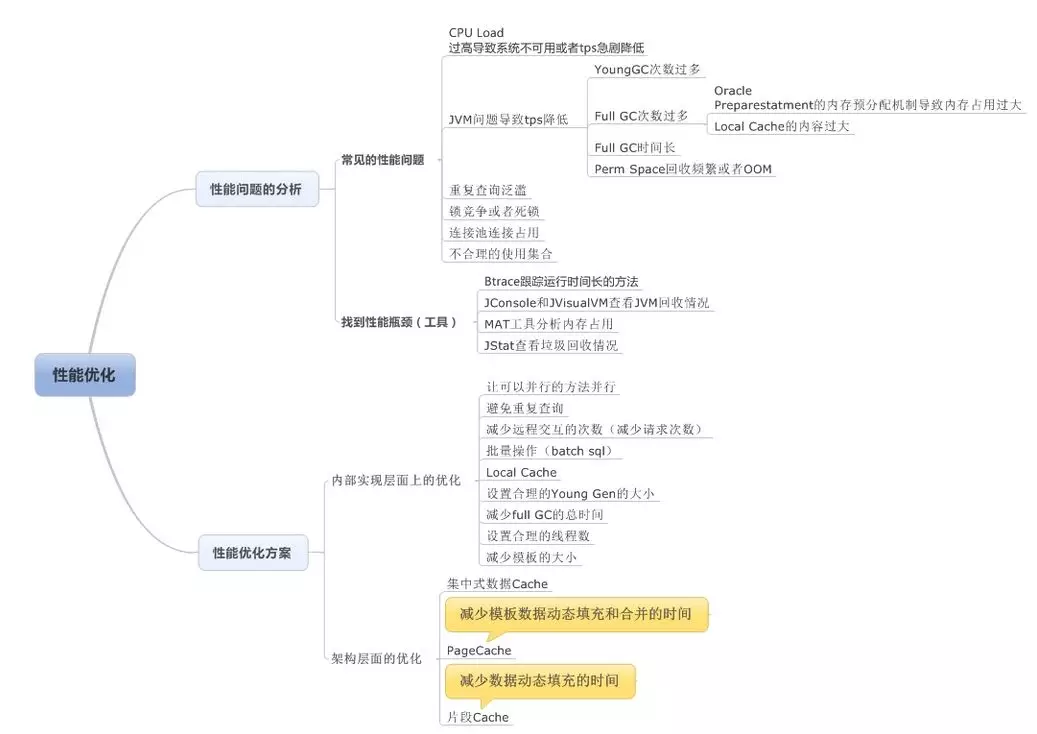 性能优化
性能问题的分析
常见的性能问题
CPU Load
过高导致系统不可用或者tps急剧降低
JVM问题导致tps降低
YoungGC次数过多
Full GC次数过多
Oracle
Preparestatment的内存预分配机制导致内存占用过大
Local Cache的内容过大
Full GC时间长
Perm Space回收频繁或者OOM
重复查询泛滥
锁竞争或者死锁
连接池连接占用
不合理的使用集合
找到性能瓶颈（工具）
Btrace跟踪运行时间长的方法
JConsole和JVisualVM查看JVM回收情况
MAT工具分析内存占用
JStat查看垃圾回收情况
性能优化方案
内部实现层面上的优化
让可以并行的方法并行
避免重复查询
减少远程交互的次数（减少请求次数）
批量操作（batch sql）
Local Cache
设置合理的Young Gen的大小
减少full GC的总时间
设置合理的线程数
减少模板的大小
架构层面的优化
集中式数据Cache
减少模板数据动态填充和合并的时间
PageCache
减少数据动态填充的时间
片段Cache